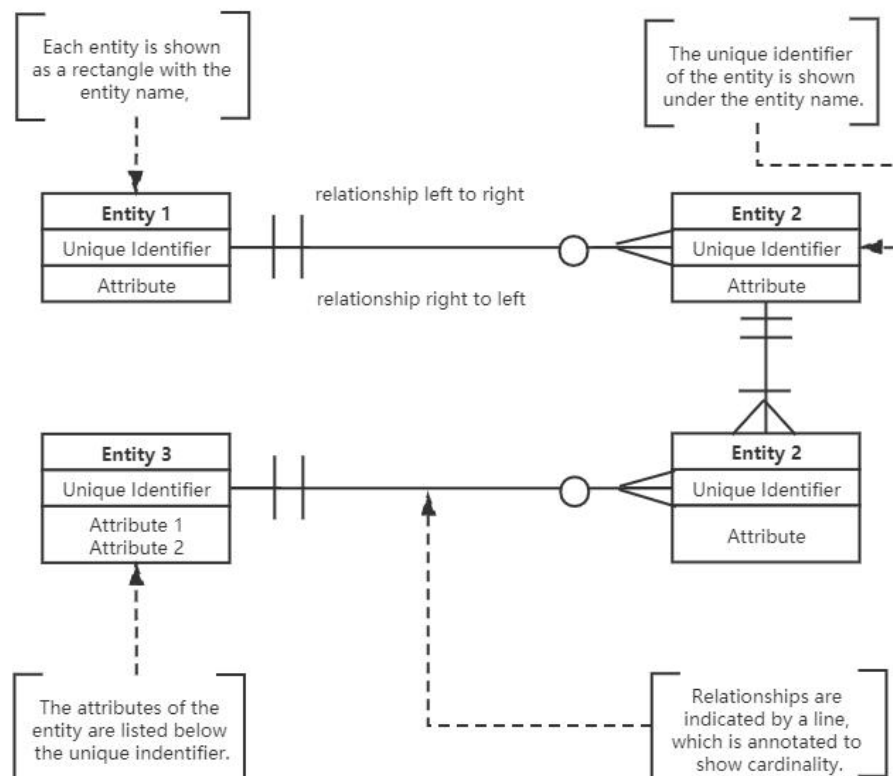 Each entity is shown
as a rectangle with the
entity name,
The unique identifier
of the entity is shown
under the entity name.
relationship left to right
Entity 1
Unique Identifier
Attribute
Entity 2
Unique Identifier
Attribute
relationship right to left
Entity 3
Unique Identifier
Attribute 1
Attribute 2
Entity 2
Unique Identifier
Attribute
The attributes of the
entity are listed below
the unique indentifier.
Relationships are
indicated by a line,
which is annotated to
show cardinality.